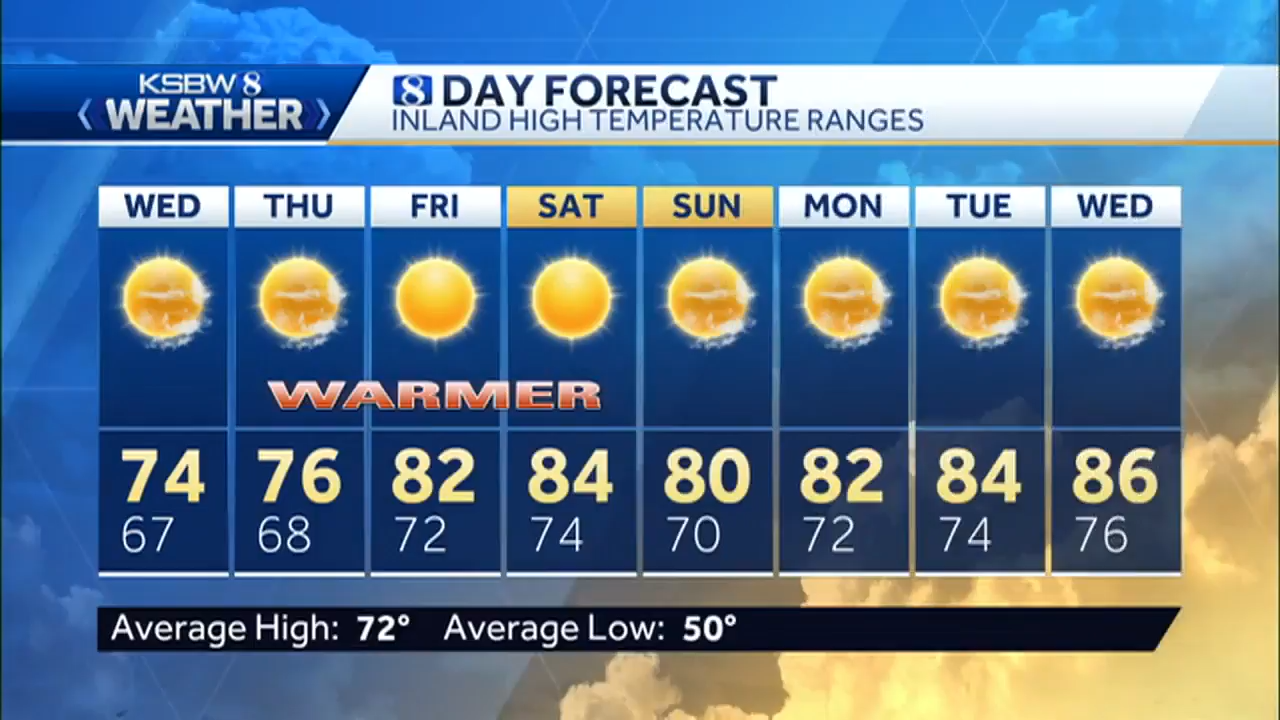 KSBW 8
WEATHER
8 DAY FORECAST
INLAND HIGH TEMPERATURE RANGES
WED THU FRI SAT SUN MON TUE WED
WARMER
74 76 82 84 80 82 84 86
67 68 72 74 70 72 74 76
Average High: 72° Average Low: 50°